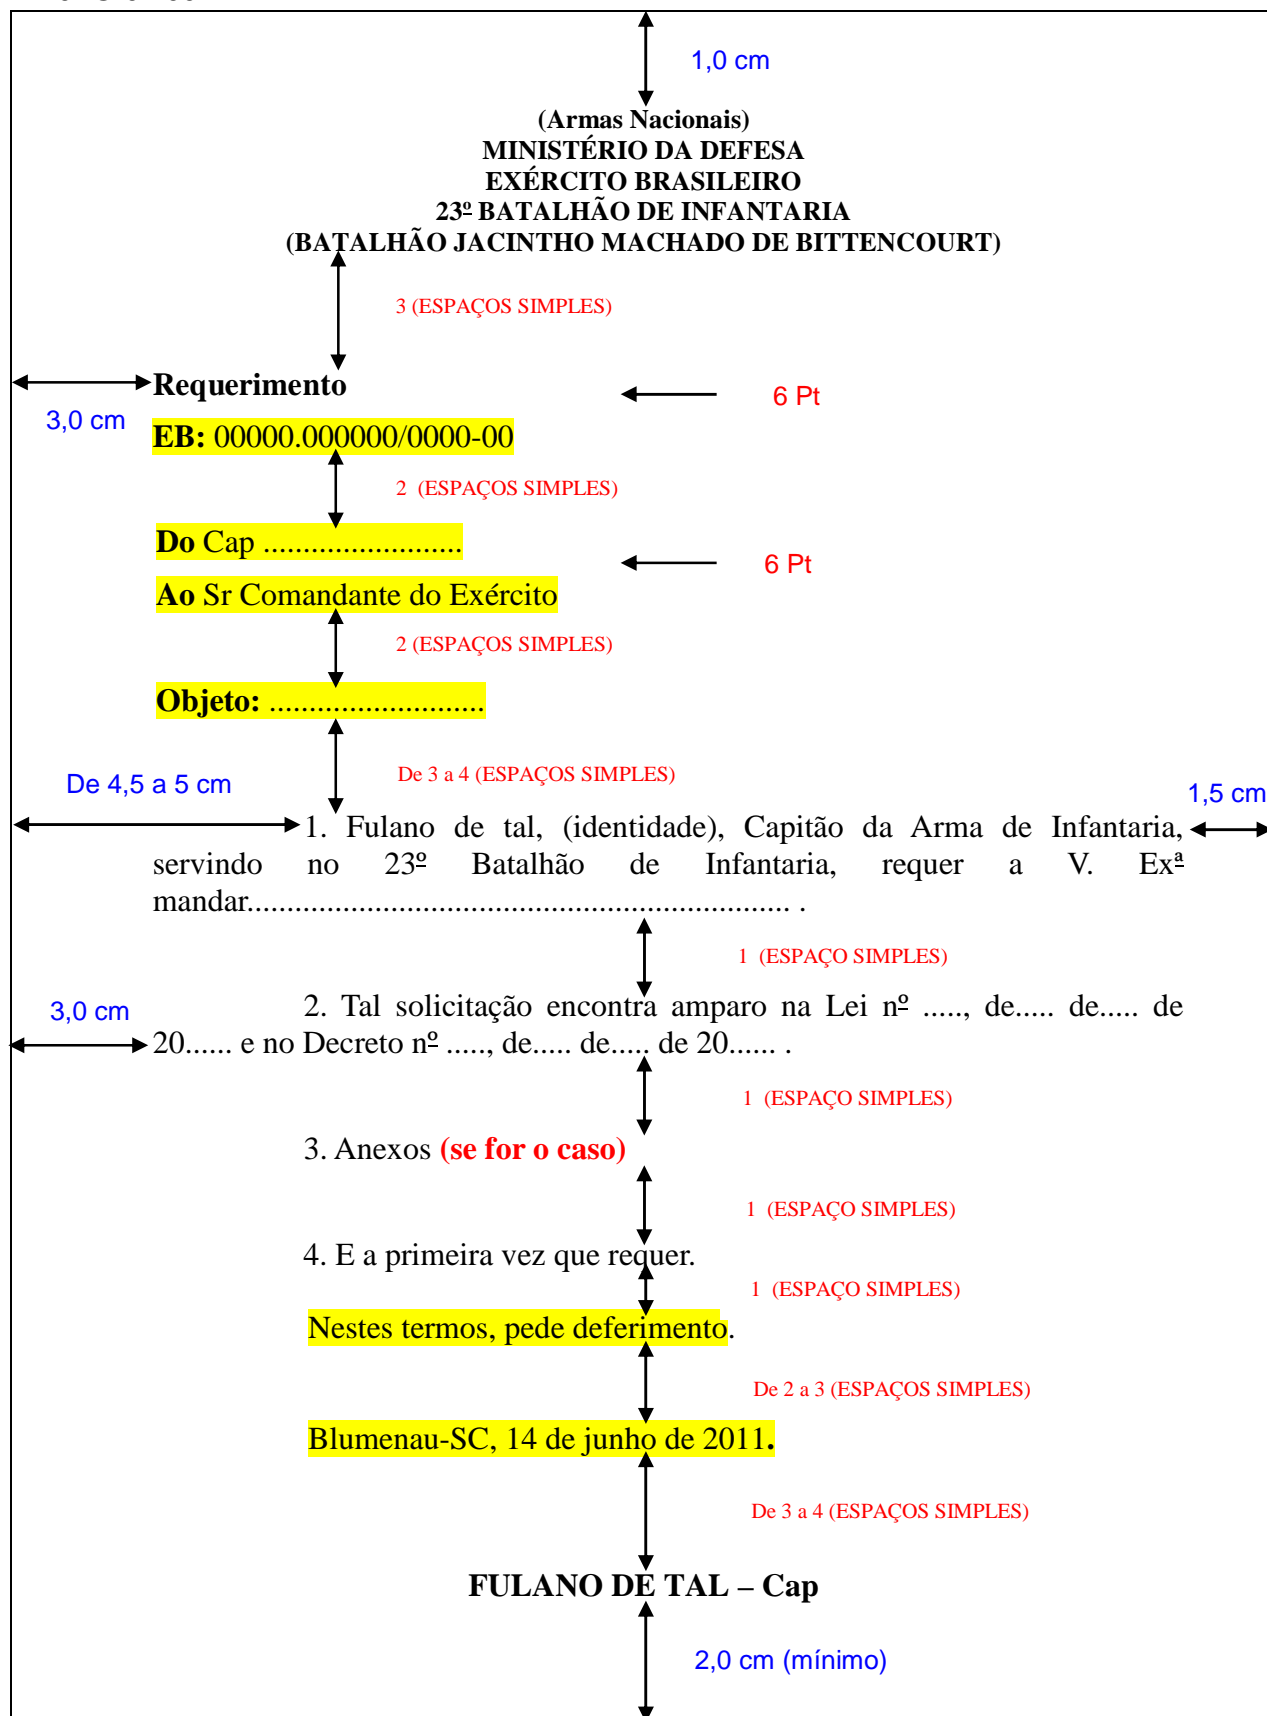 1,0 cm
(Armas Nacionais)
MINISTÉRIO DA DEFESA
EXÉRCITO BRASILEIRO
23º BATALHÃO DE INFANTARIA
(BATALHÃO JACINTHO MACHADO DE BITTENCOURT)
3 (ESPAÇOS SIMPLES)
Requerimento
6 Pt
3,0 cm
EB: 00000.000000/0000-00
2 (ESPAÇOS SIMPLES)
Do Cap .........................
6 Pt
Ao Sr Comandante do Exército
2 (ESPAÇOS SIMPLES)
Objeto: ...........................
De 3 a 4 (ESPAÇOS SIMPLES)
De 4,5 a 5 cm
1,5 cm
1. Fulano de tal, (identidade), Capitão da Arma de Infantaria,
servindo no 23º Batalhão de Infantaria, requer a V. Exª
mandar.................................................................... .
1 (ESPAÇO SIMPLES)
2. Tal solicitação encontra amparo na Lei nº ....., de..... de..... de
3,0 cm
20...... e no Decreto nº ....., de..... de..... de 20...... .
1 (ESPAÇO SIMPLES)
3. Anexos (se for o caso)
1 (ESPAÇO SIMPLES)
4. E a primeira vez que requer.
1 (ESPAÇO SIMPLES)
Nestes termos, pede deferimento.
De 2 a 3 (ESPAÇOS SIMPLES)
Blumenau-SC, 14 de junho de 2011.
De 3 a 4 (ESPAÇOS SIMPLES)
FULANO DE TAL – Cap
2,0 cm (mínimo)